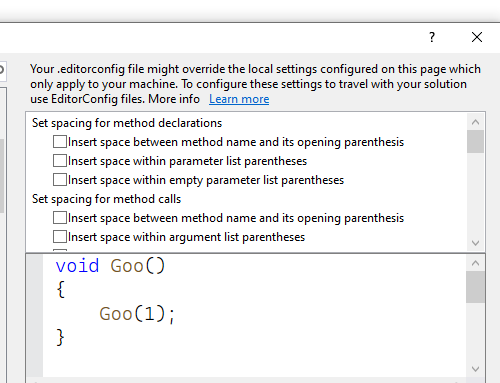 ?
Your .editorconfig file might override the local settings configured on this page which
only apply to your machine. To configure these settings to travel with your solution
use EditorConfig files. More info Learn more
Set spacing for method declarations
Insert space between method name and its opening parenthesis
Insert space within parameter list parentheses
Insert space within empty parameter list parentheses
Set spacing for method calls
Insert space between method name and its opening parenthesis
Insert space within argument list parentheses
void Goo()
{
Goo(1);
}